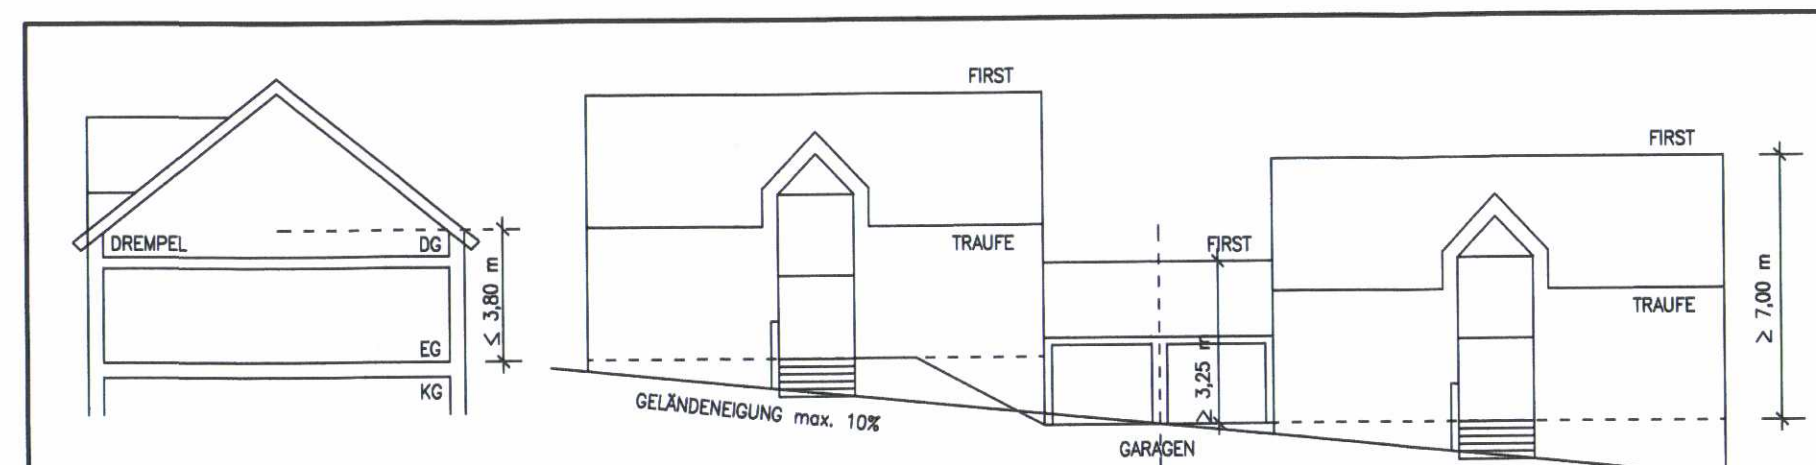 FIRST
FIRST
DREMPEL
DG
TRAUFE
FIRST
≤ 3,80 m
TRAUFE
≥ 7,00 m
EG
≥ 3,25 m
KG
GELÄNDENEIGUNG max. 10%
GARAGEN